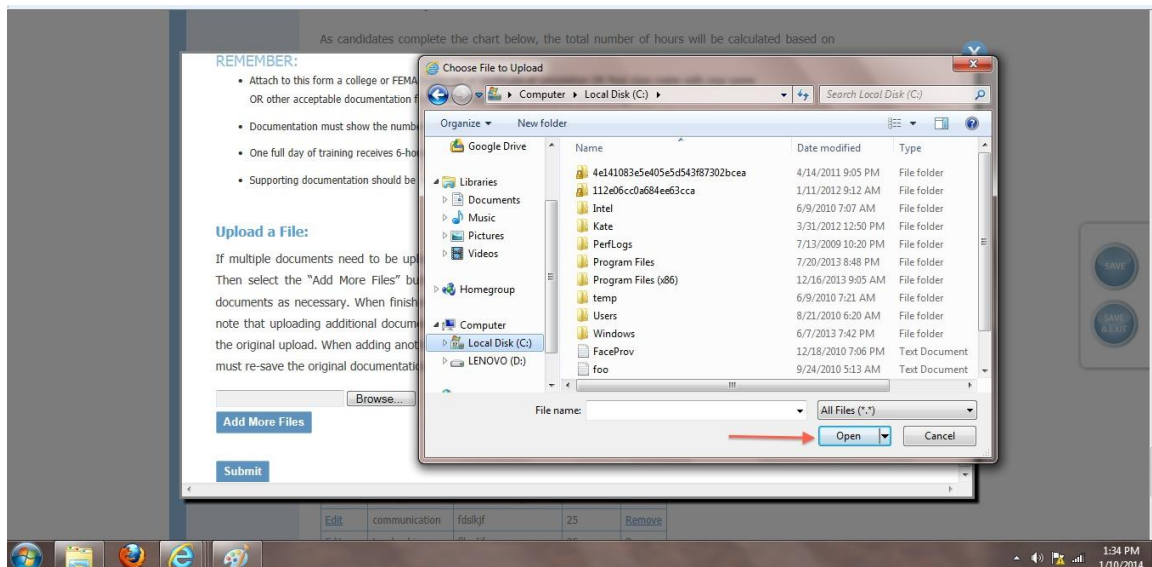 As candidates complete the chart below, the total number of hours will be calculated based on
REMEMBER:
• Attach to this form a college or FEMA
OR other acceptable documentation f
• Documentation must show the numb
• One full day of training receives 6-hou
• Supporting documentation should be
Upload a File:
If multiple documents need to be upl
Then select the "Add More Files" bu
documents as necessary. When finish
note that uploading additional docume
the original upload. When adding anot
must re-save the original documentatio
Browse...
Add More Files
Submit
Choose File to Upload
Computer Local Disk (C:)
Search Local Disk (C:)
Organize New folder
Google Drive
Libraries
Documents
Music
Pictures
Videos
Homegroup
Computer
Local Disk (C:)
LENOVO (D:)
Name Date modified Type
4e141083e5e405e5d543f87302bcea 4/14/2011 9:05 PM File folder
112e06cc0a684ee63cca 1/11/2012 9:12 AM File folder
Intel 6/9/2010 7:07 AM File folder
Kate 3/31/2012 12:50 PM File folder
PerfLogs 7/13/2009 10:20 PM File folder
Program Files 7/20/2013 8:48 PM File folder
Program Files (x86) 12/16/2013 9:05 AM File folder
temp 6/9/2010 7:21 AM File folder
Users 8/21/2010 6:20 AM File folder
Windows 6/7/2013 7:42 PM File folder
FaceProv 12/18/2010 7:06 PM Text Document
foo 9/24/2010 5:13 AM Text Document
File name: All Files (*.*)
Open Cancel
SAVE
SAVE
& EXIT
Edit communication fdslkjf 25 Remove
1:34 PM
1/10/2014